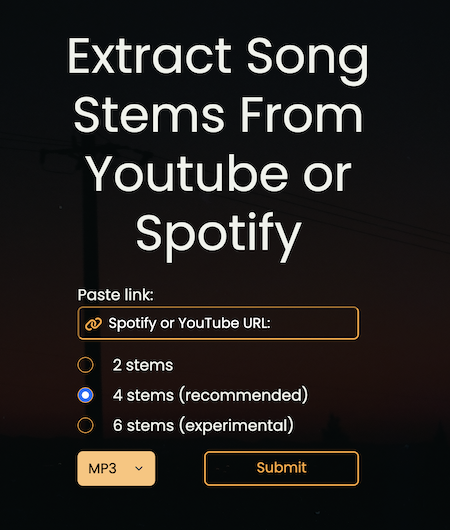 Extract Song
Stems From
Youtube or
Spotify
Paste link:
Spotify or YouTube URL:
2 stems
4 stems (recommended)
6 stems (experimental)
MP3
Submit